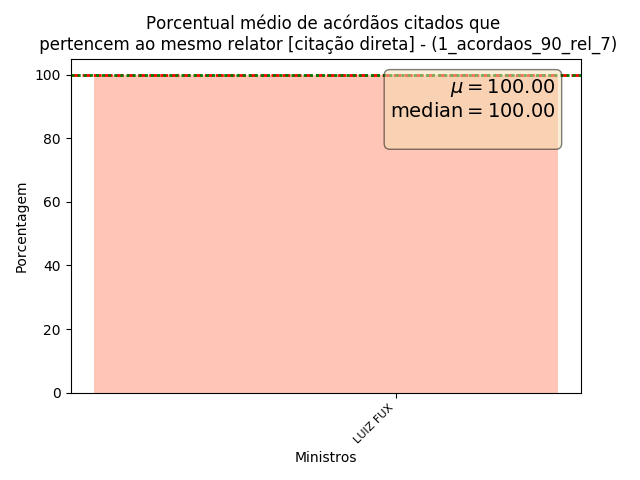 Porcentual médio de acórdãos citados que
pertencem ao mesmo relator [citação direta] - (1_acordaos_90_rel_7)
100
80
60
40
20
0
μ = 100.00
median = 100.00
Porcentagem
LUIZ FUX
Ministros